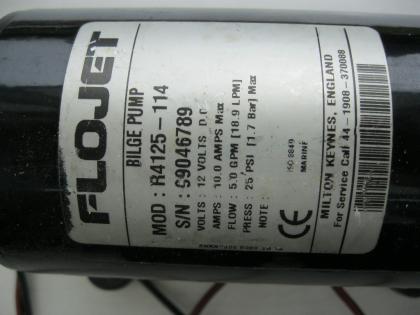 FLOJET
BILGE PUMP
MOD : R4125-114
S/N : 99046789
VOLTS : 12 VOLTS D.C
AMPS : 10.0 AMPS Max
FLOW : 5.0 GPM [18.9 LPM]
PRESS : 25 PSI [1.7 Bar] Max
NOTE :
ISO 8849
MARINE
CE
MILTON KEYNES, ENGLAND
For Service Call 44-1908-370088